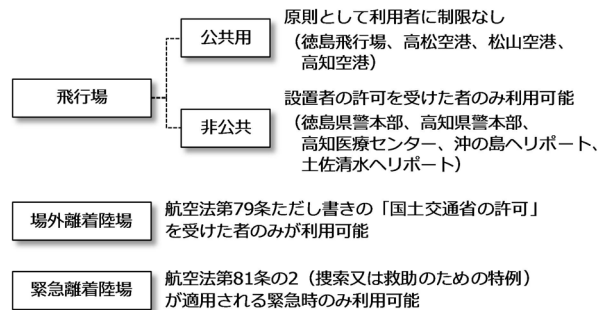 飛行場
公共用
原則として利用者に制限なし
（徳島飛行場、高松空港、松山空港、
高知空港）
非公共
設置者の許可を受けた者のみ利用可能
（徳島県警本部、高知県警本部、
高知医療センター、沖の島ヘリポート、
土佐清水ヘリポート）
場外離着陸場
航空法第79条ただし書きの「国土交通省の許可」
を受けた者のみが利用可能
緊急離着陸場
航空法第81条の2（捜索又は救助のための特例）
が適用される緊急時のみ利用可能